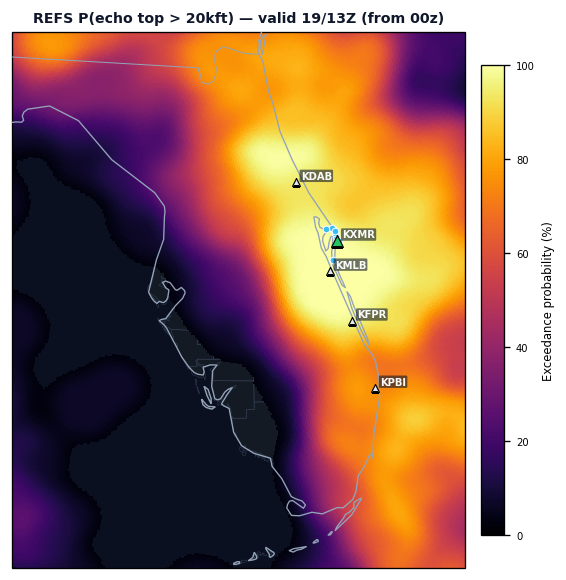 REFS P(echo top > 20kft) — valid 19/13Z (from 00z)
KDAB
KXMR
KMLB
KFPR
KPBI
100
80
60
40
20
0
Exceedance probability (%)